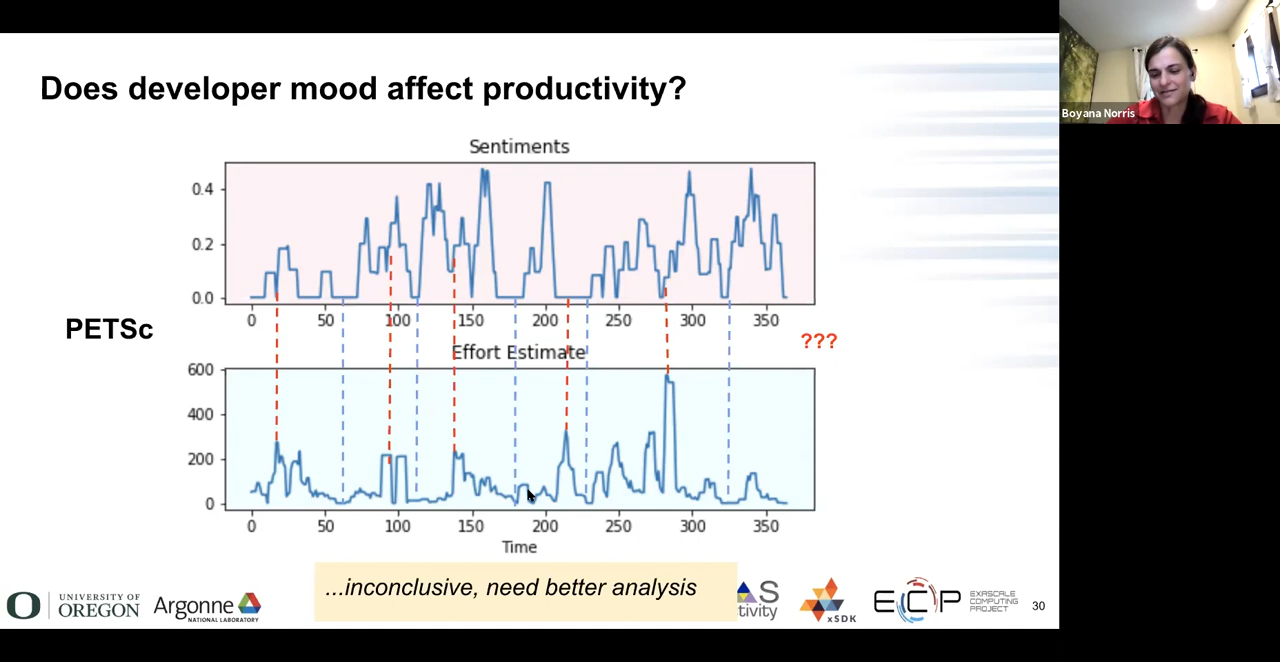 Does developer mood affect productivity?
Boyana Norris
Sentiments
0.4
0.2
0.0
0 50 100 150 200 250 300 350
PETSc
???
Effort Estimate
600
400
200
0
0 50 100 150 200 250 300 350
Time
...inconclusive, need better analysis
O UNIVERSITY OF OREGON
Argonne NATIONAL LABORATORY
AS
tivity
xSDK
ECP EXASCALE COMPUTING PROJECT
30